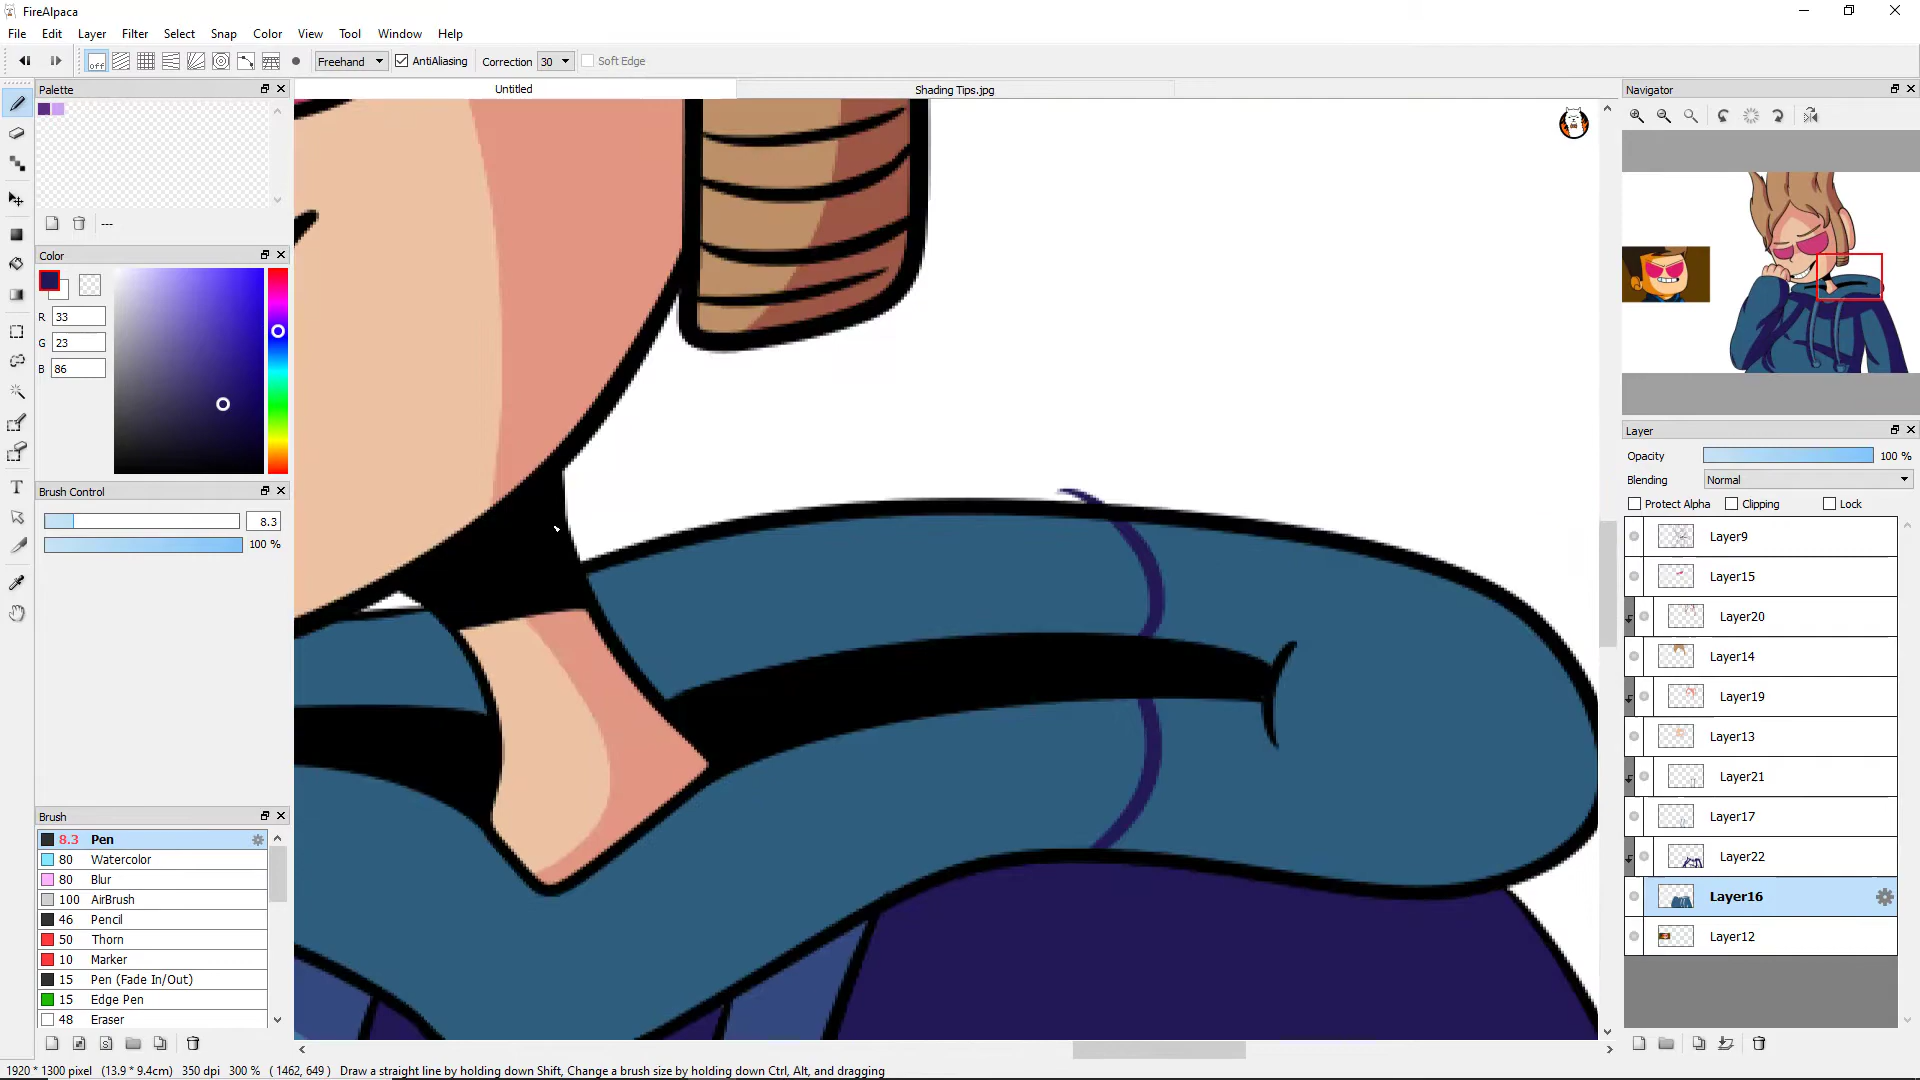 FireAlpaca
File Edit Layer Filter Select Snap Color View Tool Window Help
off Freehand AntiAliasing Correction 30 Soft Edge
Palette
Untitled Shading Tips.jpg
Navigator
---
Color
R 33
G 23
B 86
Layer
Opacity 100 %
Blending Normal
Protect Alpha Clipping Lock
Brush Control
8.3
100 %
Layer9
Layer15
Layer20
Layer14
Layer19
Layer13
Layer21
Layer17
Layer22
Layer16
Layer12
Brush
8.3 Pen
80 Watercolor
80 Blur
100 AirBrush
46 Pencil
50 Thorn
10 Marker
15 Pen (Fade In/Out)
15 Edge Pen
48 Eraser
1920 * 1300 pixel (13.9 * 9.4cm) 350 dpi 300 % ( 1462, 649 ) Draw a straight line by holding down Shift, Change a brush size by holding down Ctrl, Alt, and dragging